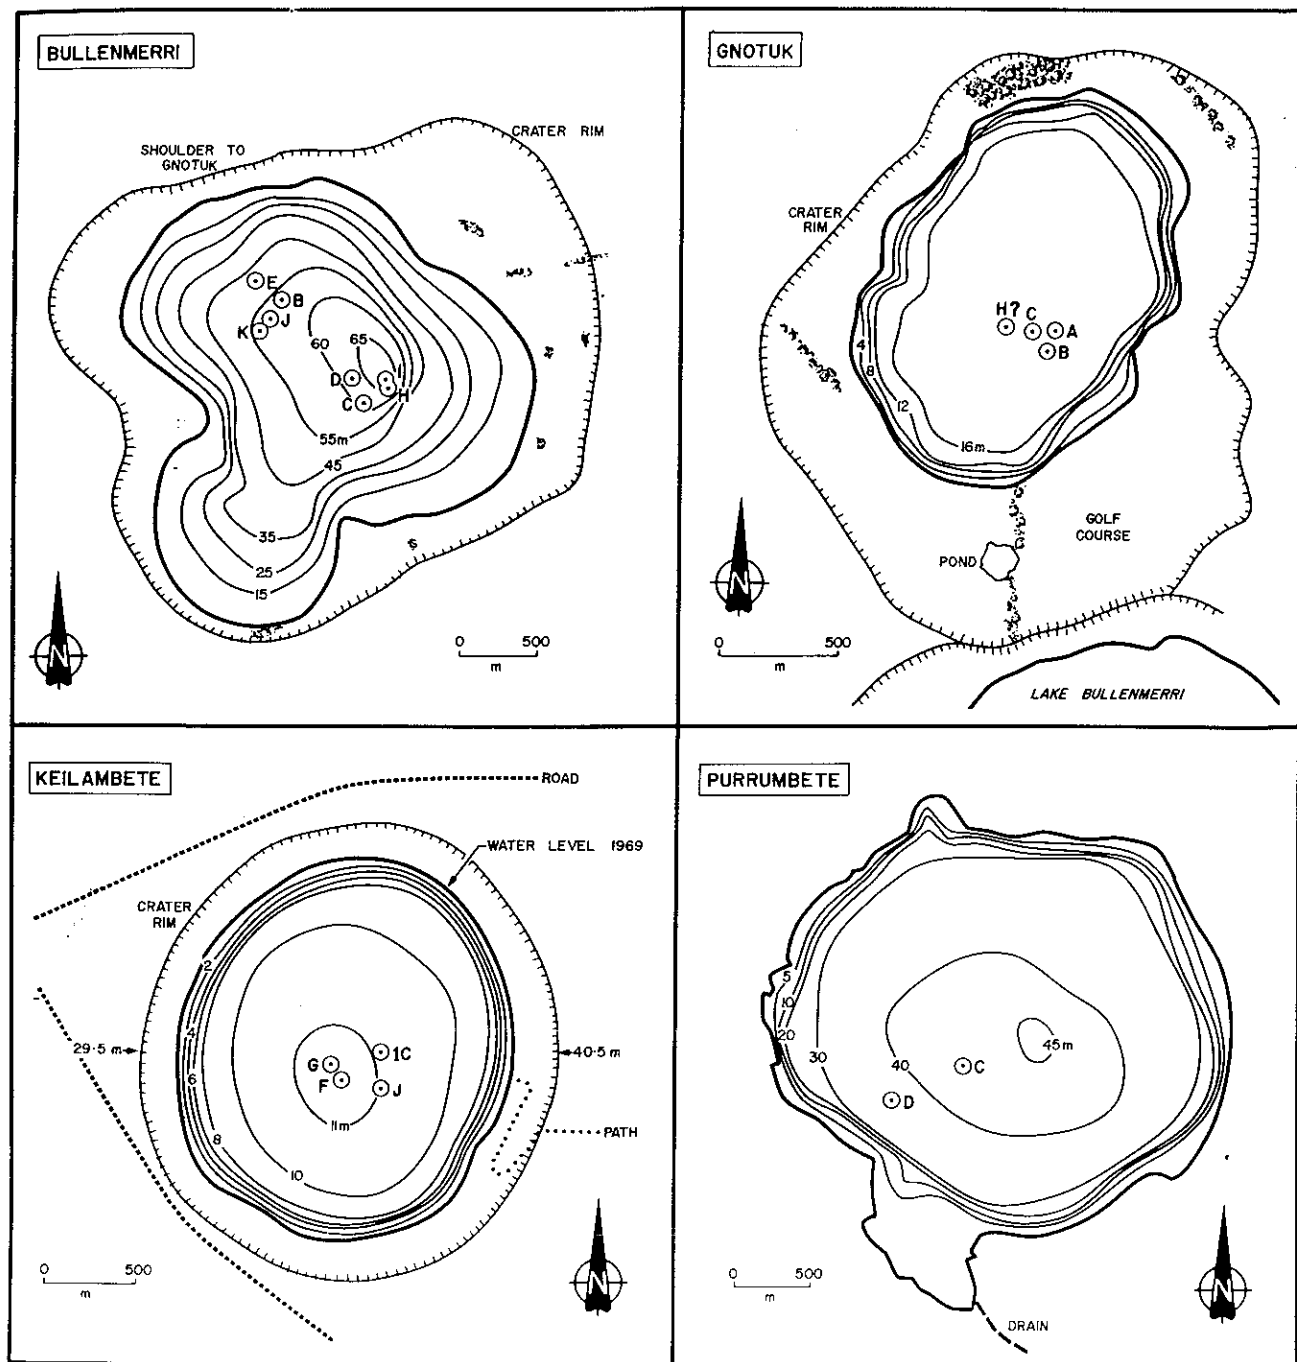 BULLENMERRI
SHOULDER TO
GNOTUK
CRATER RIM
E
B
J
K
60
65
D
C
H
55m
45
35
25
15
N
0 500
m
GNOTUK
CRATER
RIM
H?
C
A
B
4
8
12
16m
GOLF
COURSE
POND
N
0 500
m
LAKE BULLENMERRI
KEILAMBETE
ROAD
WATER LEVEL 1969
CRATER
RIM
2
4
6
8
10
11m
29·5 m
40·5 m
G
F
1C
J
PATH
N
0 500
m
PURRUMBETE
5
10
20
30
40
45m
C
D
N
0 500
m
DRAIN